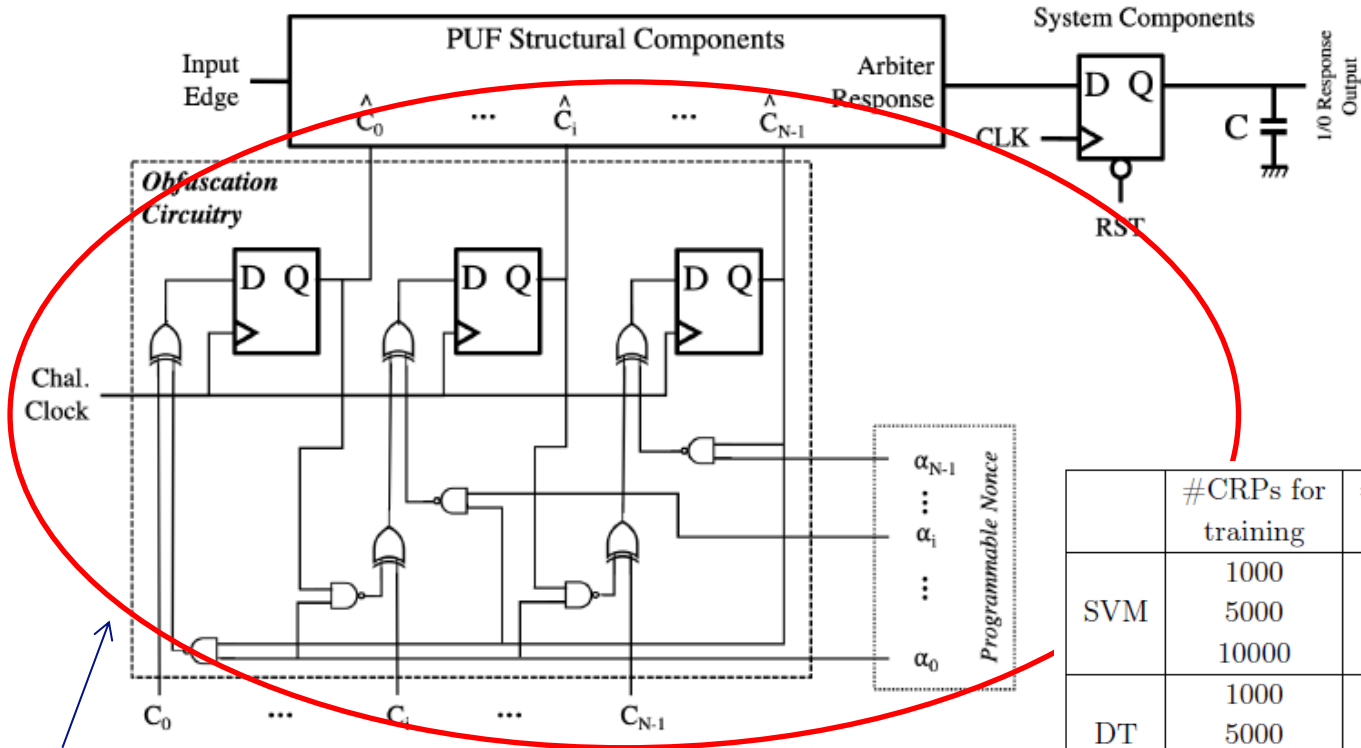 System Components
PUF Structural Components
Input
Edge
Arbiter
Response
Ĉ0 ... Ĉi ... ĈN-1
D Q
CLK
RST
C
1/0 Response
Output
Obfascation
Circuitry
D Q
D Q
D Q
Chal.
Clock
αN-1
...
αi
...
α0
Programmable Nonce
C0 ... Ci ... CN-1
#CRPs for
training
SVM
1000
5000
10000
DT
1000
5000